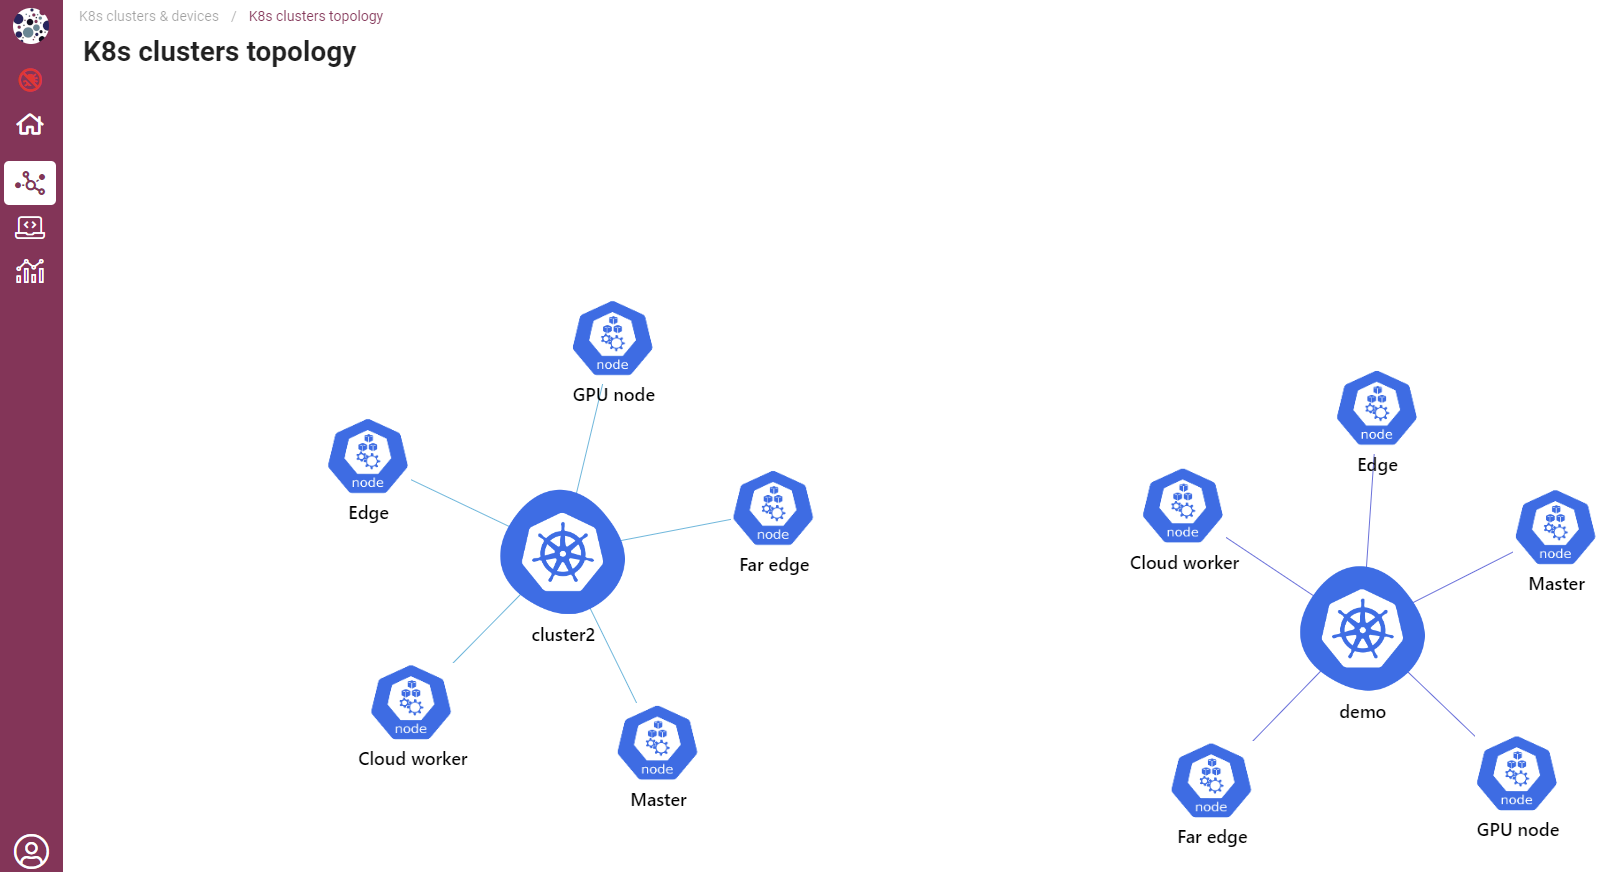 K8s clusters & devices / K8s clusters topology
K8s clusters topology
node
GPU node
node
Edge
node
Far edge
cluster2
node
Cloud worker
node
Master
node
Edge
node
Cloud worker
node
Master
demo
node
Far edge
node
GPU node